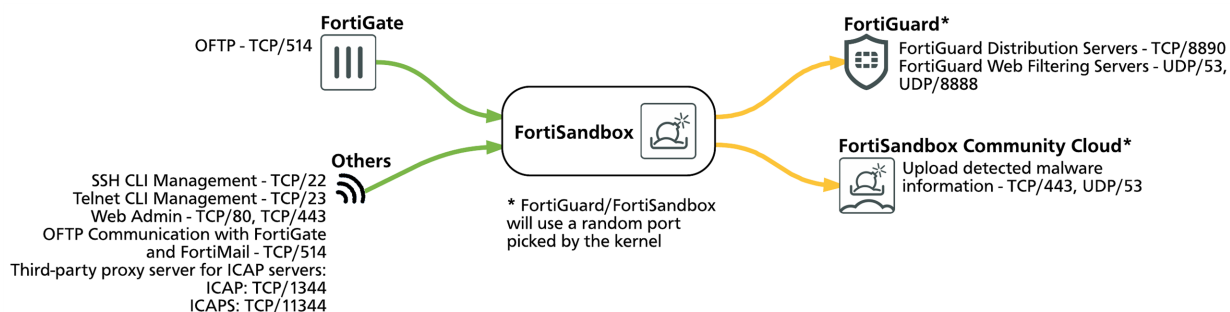 FortiGate
OFTP - TCP/514
Others
SSH CLI Management - TCP/22
Telnet CLI Management - TCP/23
Web Admin - TCP/80, TCP/443
OFTP Communication with FortiGate
and FortiMail - TCP/514
Third-party proxy server for ICAP servers:
ICAP: TCP/1344
ICAPS: TCP/11344
FortiSandbox
* FortiGuard/FortiSandbox
will use a random port
picked by the kernel
FortiGuard*
FortiGuard Distribution Servers - TCP/8890
FortiGuard Web Filtering Servers - UDP/53,
UDP/8888
FortiSandbox Community Cloud*
Upload detected malware
information - TCP/443, UDP/53